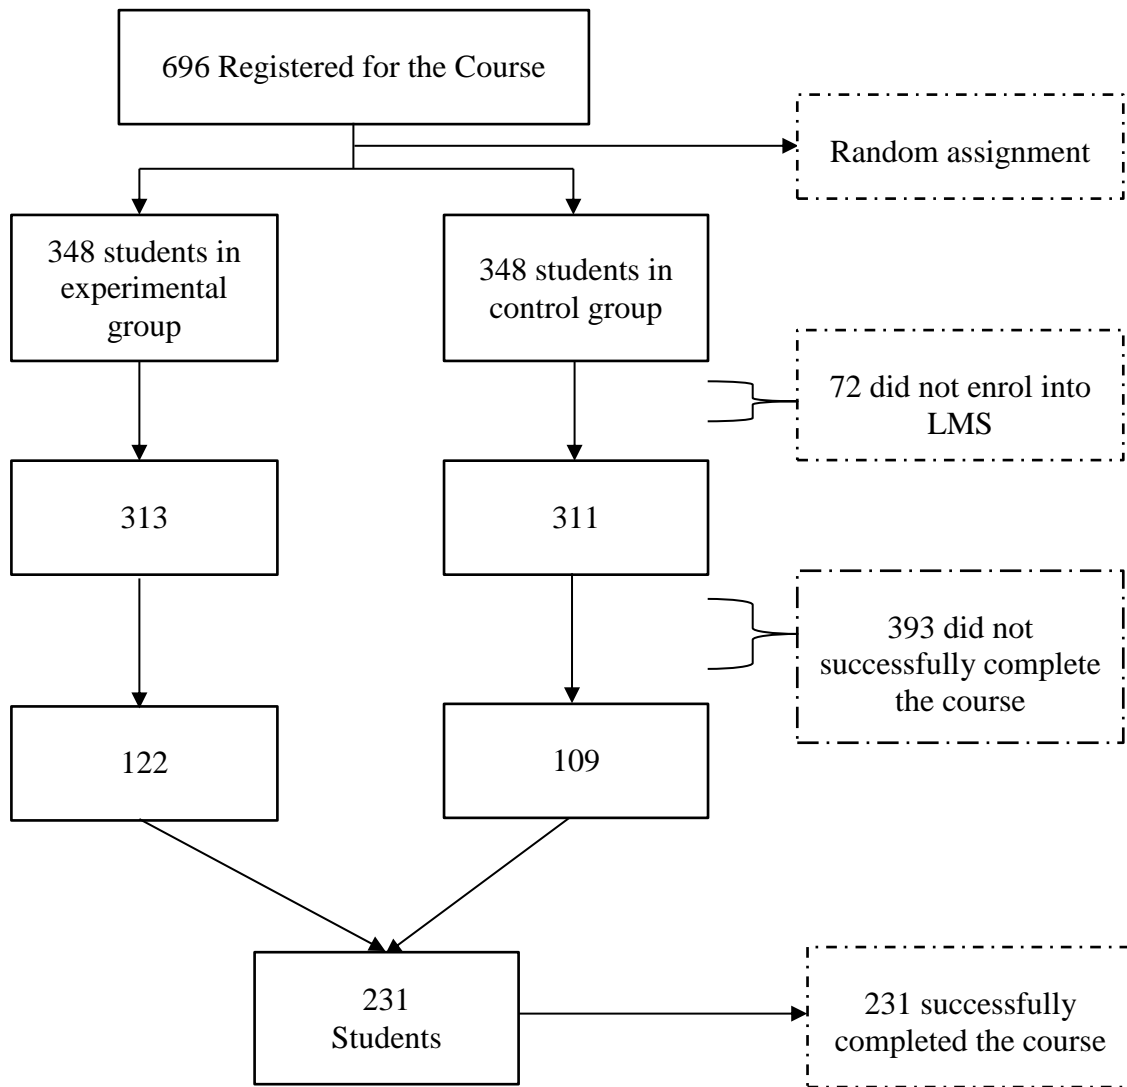 696 Registered for the Course
Random assignment
348 students in
experimental
group
348 students in
control group
72 did not enrol into
LMS
313
311
393 did not
successfully complete
the course
122
109
231
Students
231 successfully
completed the course